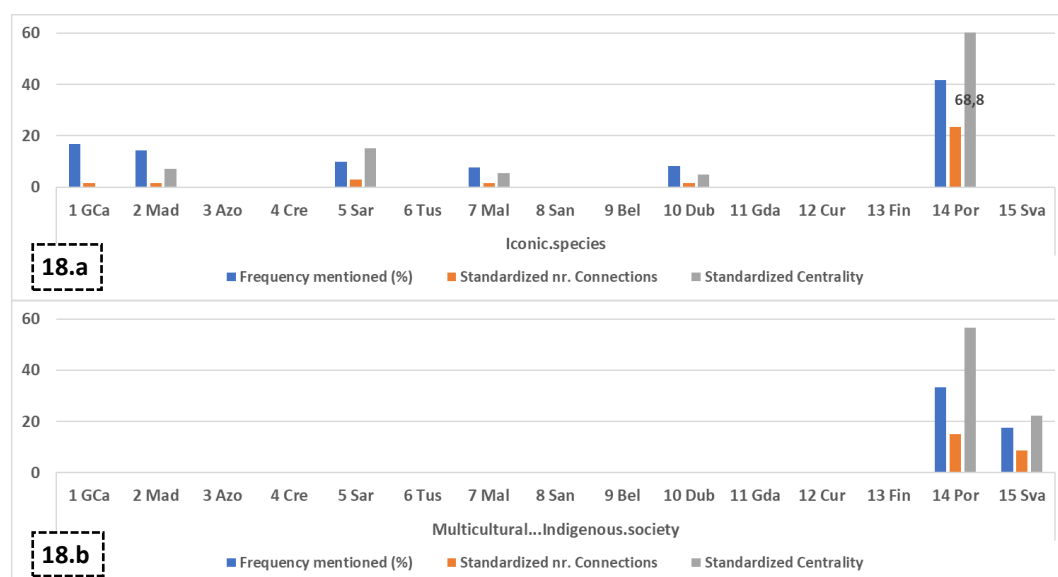 60
40
68,8
20
0
1 GCa 2 Mad 3 Azo 4 Cre 5 Sar 6 Tus 7 Mal 8 San 9 Bel 10 Dub 11 Gda 12 Cur 13 Fin 14 Por 15 Sva
Iconic.species
18.a
Frequency mentioned (%) Standardized nr. Connections Standardized Centrality
60
40
20
0
1 GCa 2 Mad 3 Azo 4 Cre 5 Sar 6 Tus 7 Mal 8 San 9 Bel 10 Dub 11 Gda 12 Cur 13 Fin 14 Por 15 Sva
Multicultural...Indigenous.society
18.b
Frequency mentioned (%) Standardized nr. Connections Standardized Centrality